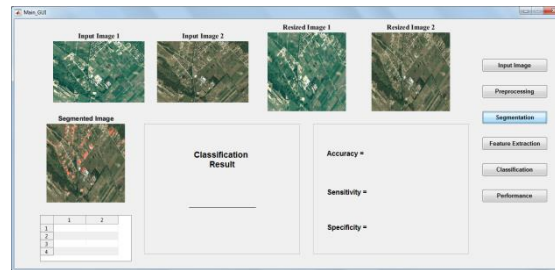 Main_GUI
Input Image 1
Input Image 2
Resized Image 1
Resized Image 2
Input Image
Preprocessing
Segmentation
Feature Extraction
Classification
Performance
Segmented Image
Classification
Result
Accuracy =
Sensitivity =
Specificity =
1 2
1
2
3
4